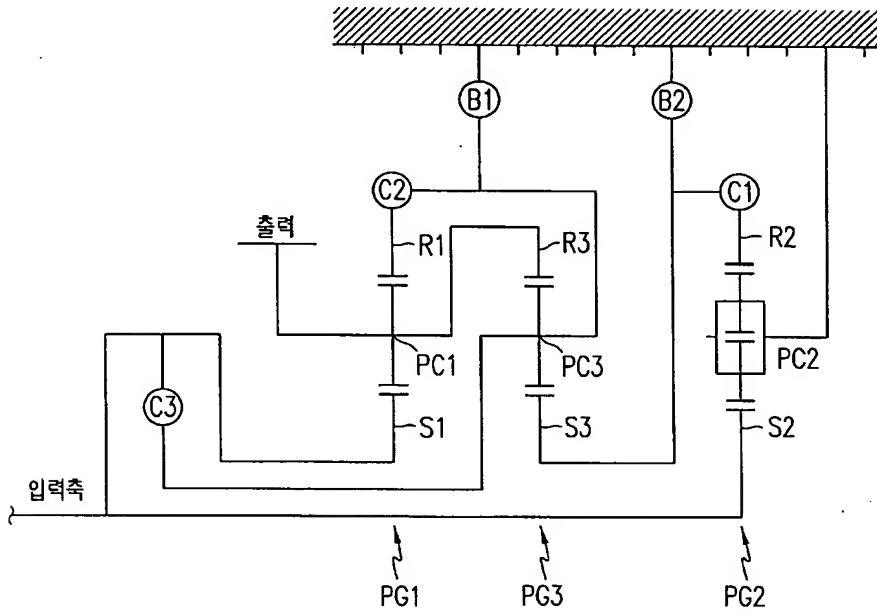 B1
B2
C2
C1
출력
R1
R3
R2
PC1
PC3
PC2
C3
S1
S3
S2
입력축
PG1
PG3
PG2